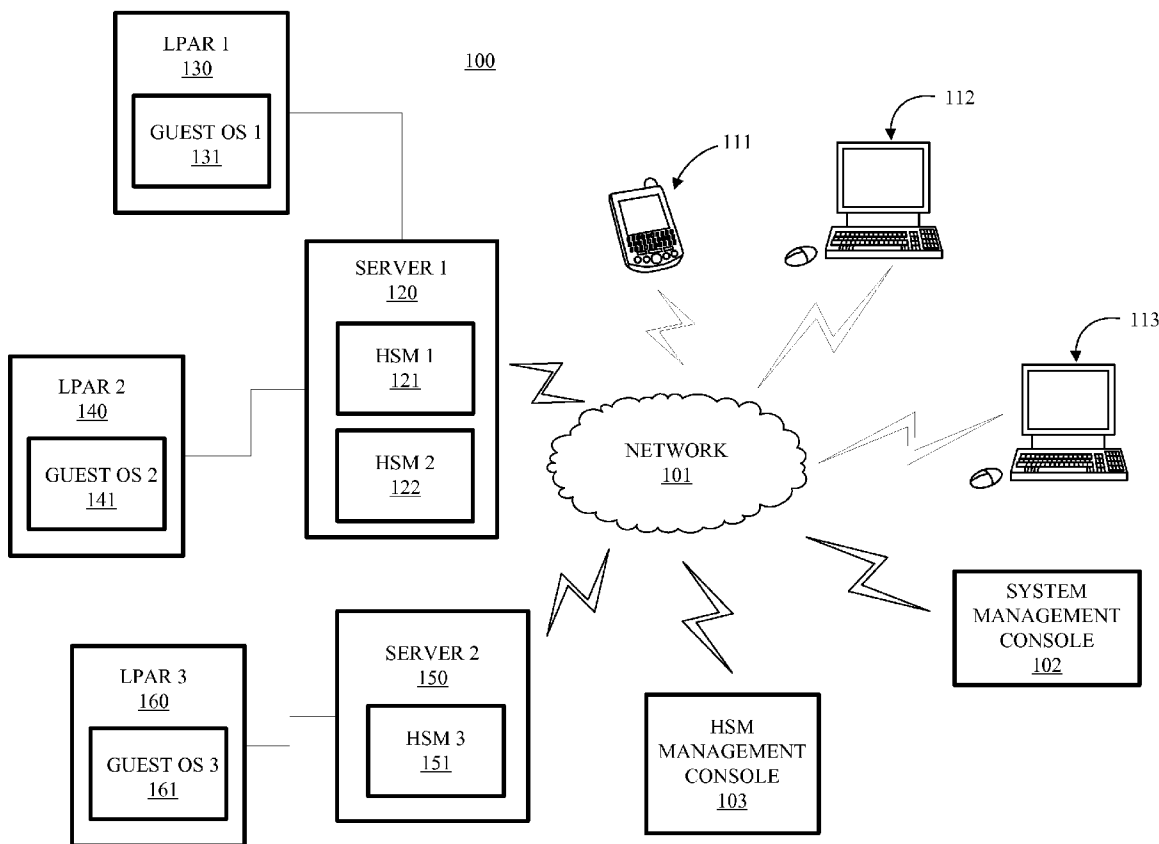 LPAR 1
130
GUEST OS 1
131
100
112
111
SERVER 1
120
HSM 1
121
HSM 2
122
113
LPAR 2
140
GUEST OS 2
141
NETWORK
101
SYSTEM
MANAGEMENT
CONSOLE
102
SERVER 2
150
HSM 3
151
LPAR 3
160
GUEST OS 3
161
HSM
MANAGEMENT
CONSOLE
103